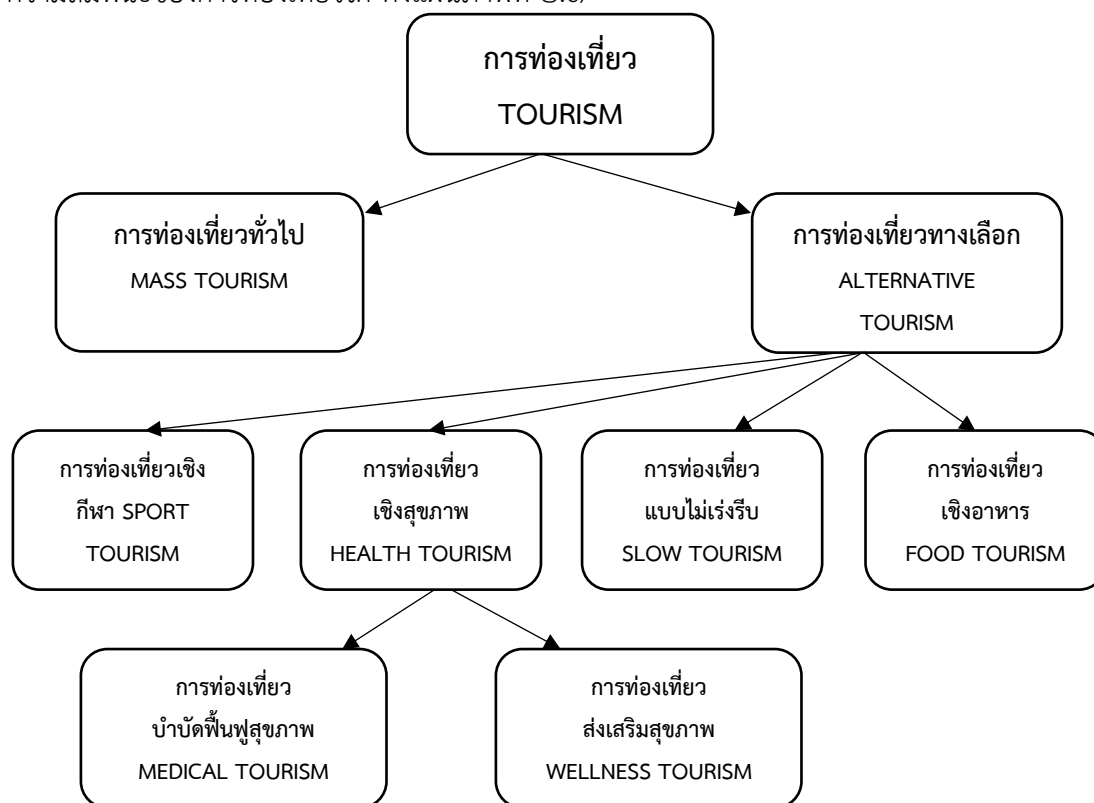 การท่องเที่ยว
TOURISM
การท่องเที่ยวทั่วไป
MASS TOURISM
การท่องเที่ยวทางเลือก
ALTERNATIVE
TOURISM
การท่องเที่ยวเชิง
กีฬา SPORT
TOURISM
การท่องเที่ยว
เชิงสุขภาพ
HEALTH TOURISM
การท่องเที่ยว
แบบไม่เร่งรีบ
SLOW TOURISM
การท่องเที่ยว
เชิงอาหาร
FOOD TOURISM
การท่องเที่ยว
บำบัดฟื้นฟูสุขภาพ
MEDICAL TOURISM
การท่องเที่ยว
ส่งเสริมสุขภาพ
WELLNESS TOURISM